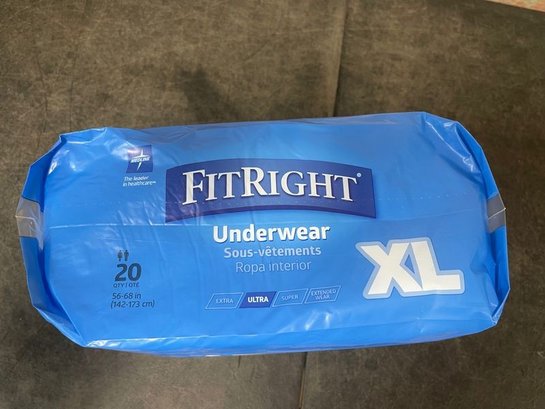 MEDLINE
The leader
in healthcare™
FITRIGHT®
Underwear
Sous-vêtements
Ropa interior
XL
20
QTY | QTÉ
56-68 in
(142-173 cm)
EXTRA
ULTRA
SUPER
EXTENDED
WEAR